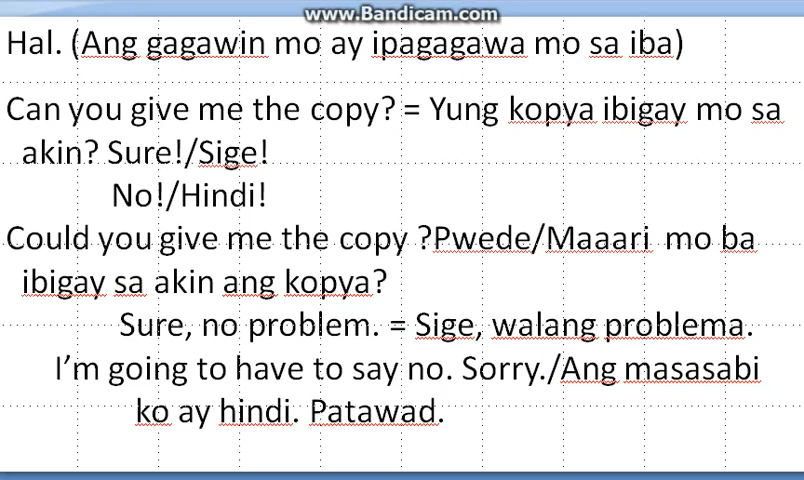 www.Bandicam.com
Hal. (Ang gagawin mo ay ipagagawa mo sa iba)
Can you give me the copy? = Yung kopya ibigay mo sa
akin? Sure!/Sige!
No!/Hindi!
Could you give me the copy ?Pwede/Maaari mo ba
ibigay sa akin ang kopya?
Sure, no problem. = Sige, walang problema.
I’m going to have to say no. Sorry./Ang masasabi
ko ay hindi. Patawad.